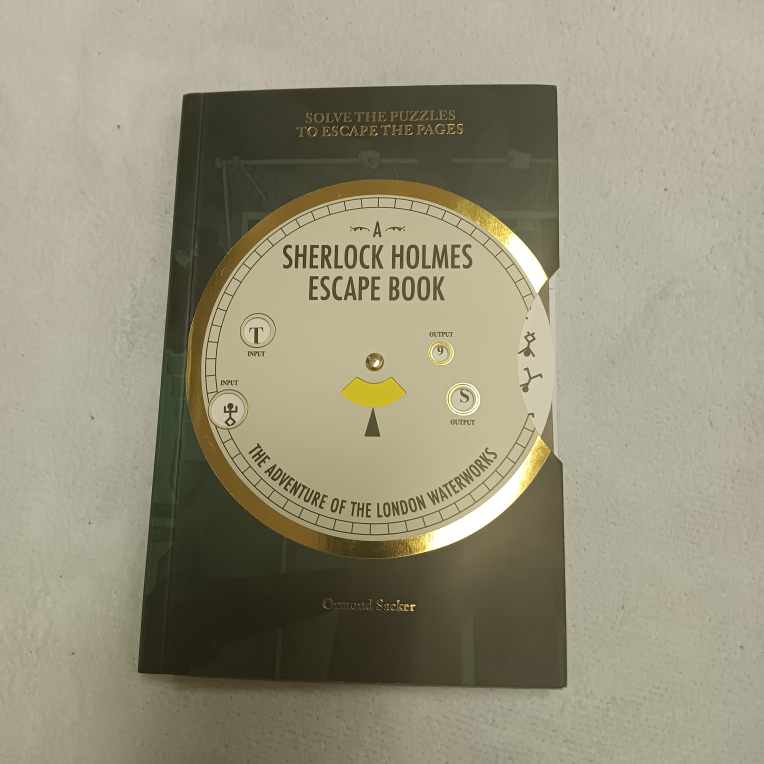 SOLVE THE PUZZLES
TO ESCAPE THE PAGES
A
SHERLOCK HOLMES
ESCAPE BOOK
T
INPUT
OUTPUT
9
INPUT
S
OUTPUT
THE ADVENTURE OF THE LONDON WATERWORKS
Ormond Sacker